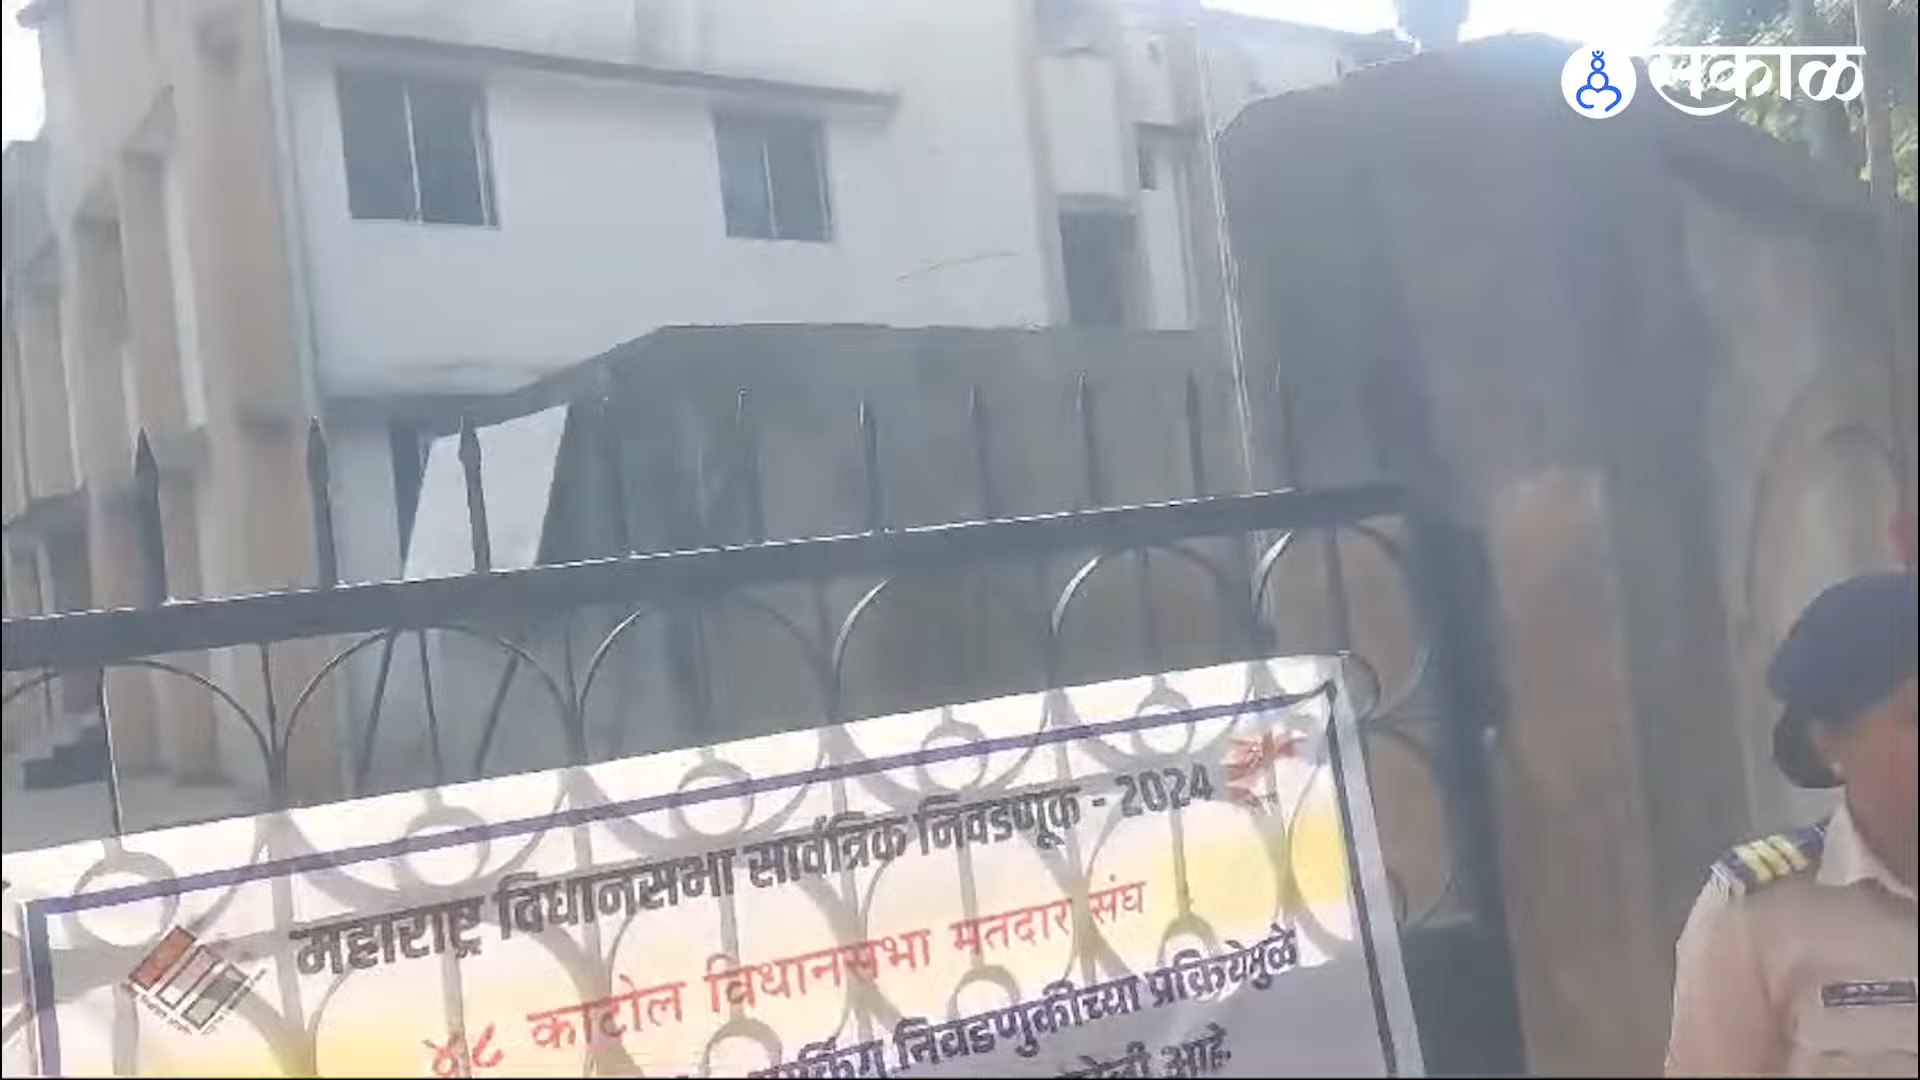 सकाळ
महाराष्ट्र विधानसभा सार्वत्रिक निवडणूक - 2024
४८ काटोल विधानसभा मतदार संघ
निवडणुकीच्या प्रक्रियेमुळे
आहे.